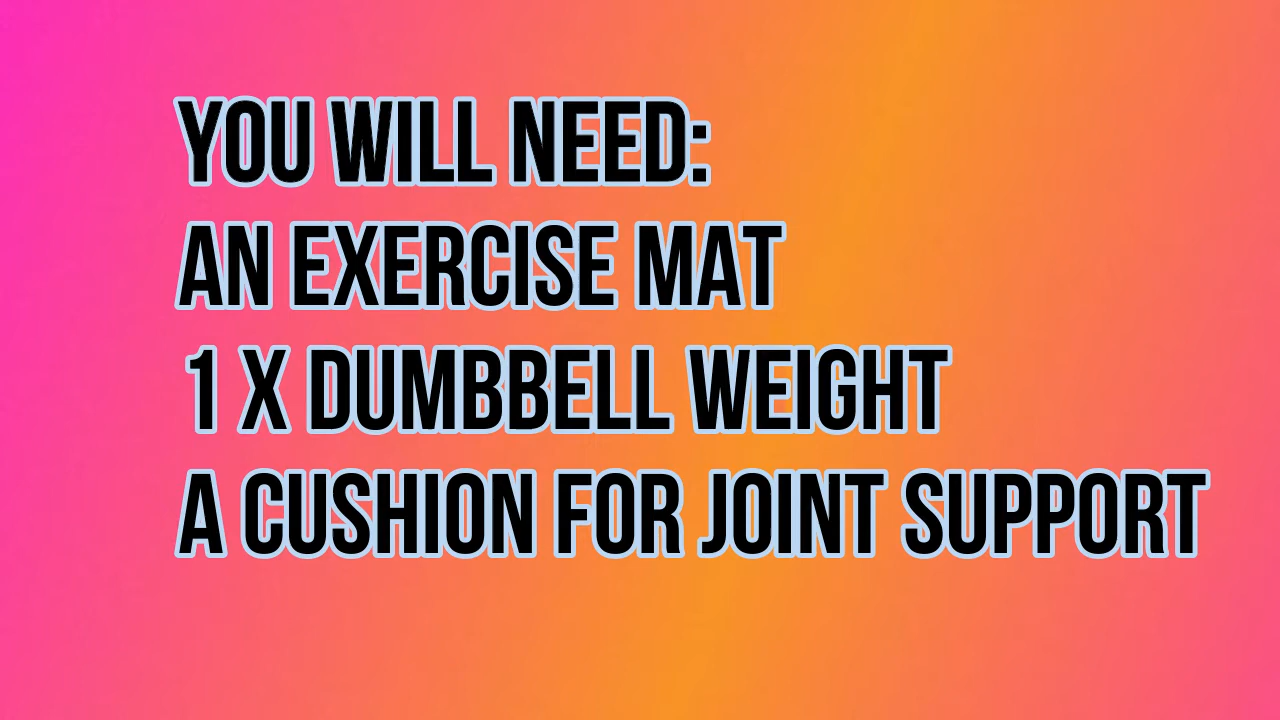 YOU WILL NEED:
AN EXERCISE MAT
1 X DUMBBELL WEIGHT
A CUSHION FOR JOINT SUPPORT